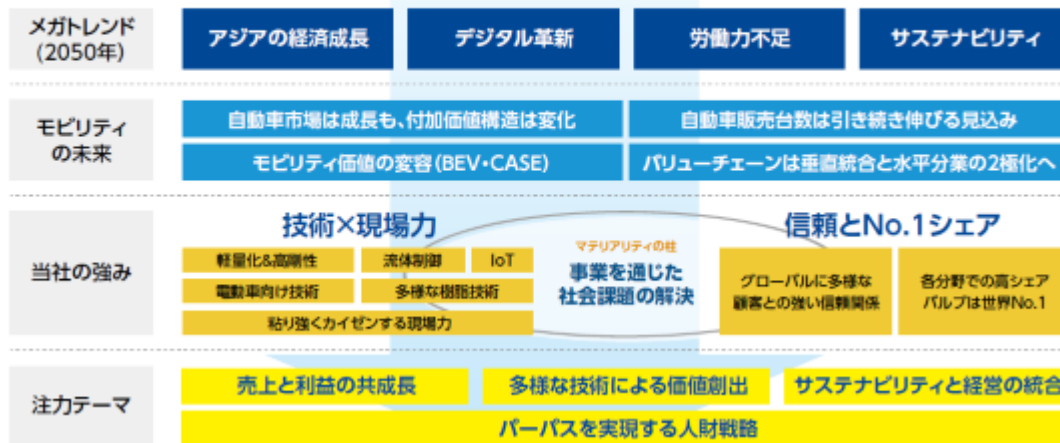 メガトレンド
(2050年)
アジアの経済成長
デジタル革新
労働力不足
サステナビリティ
モビリティ
の未来
自動車市場は成長も、付加価値構造は変化
自動車販売台数は引き続き伸びる見込み
モビリティ価値の変容(BEV・CASE)
バリューチェーンは垂直統合と水平分業の2極化へ
当社の強み
技術×現場力
軽量化&高剛性
流体制御
IoT
電動車向け技術
多様な樹脂技術
粘り強くカイゼンする現場力
マテリアリティの柱
事業を通じた
社会課題の解決
信頼とNo.1シェア
グローバルに多様な
顧客との強い信頼関係
各分野での高シェア
バルブは世界No.1
注力テーマ
売上と利益の共成長
多様な技術による価値創出
サステナビリティと経営の統合
パーパスを実現する人財戦略